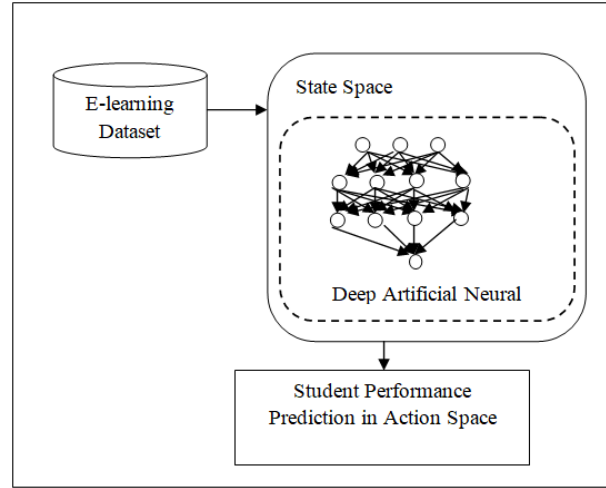 E-learning
Dataset
State Space
Deep Artificial Neural
Student Performance
Prediction in Action Space